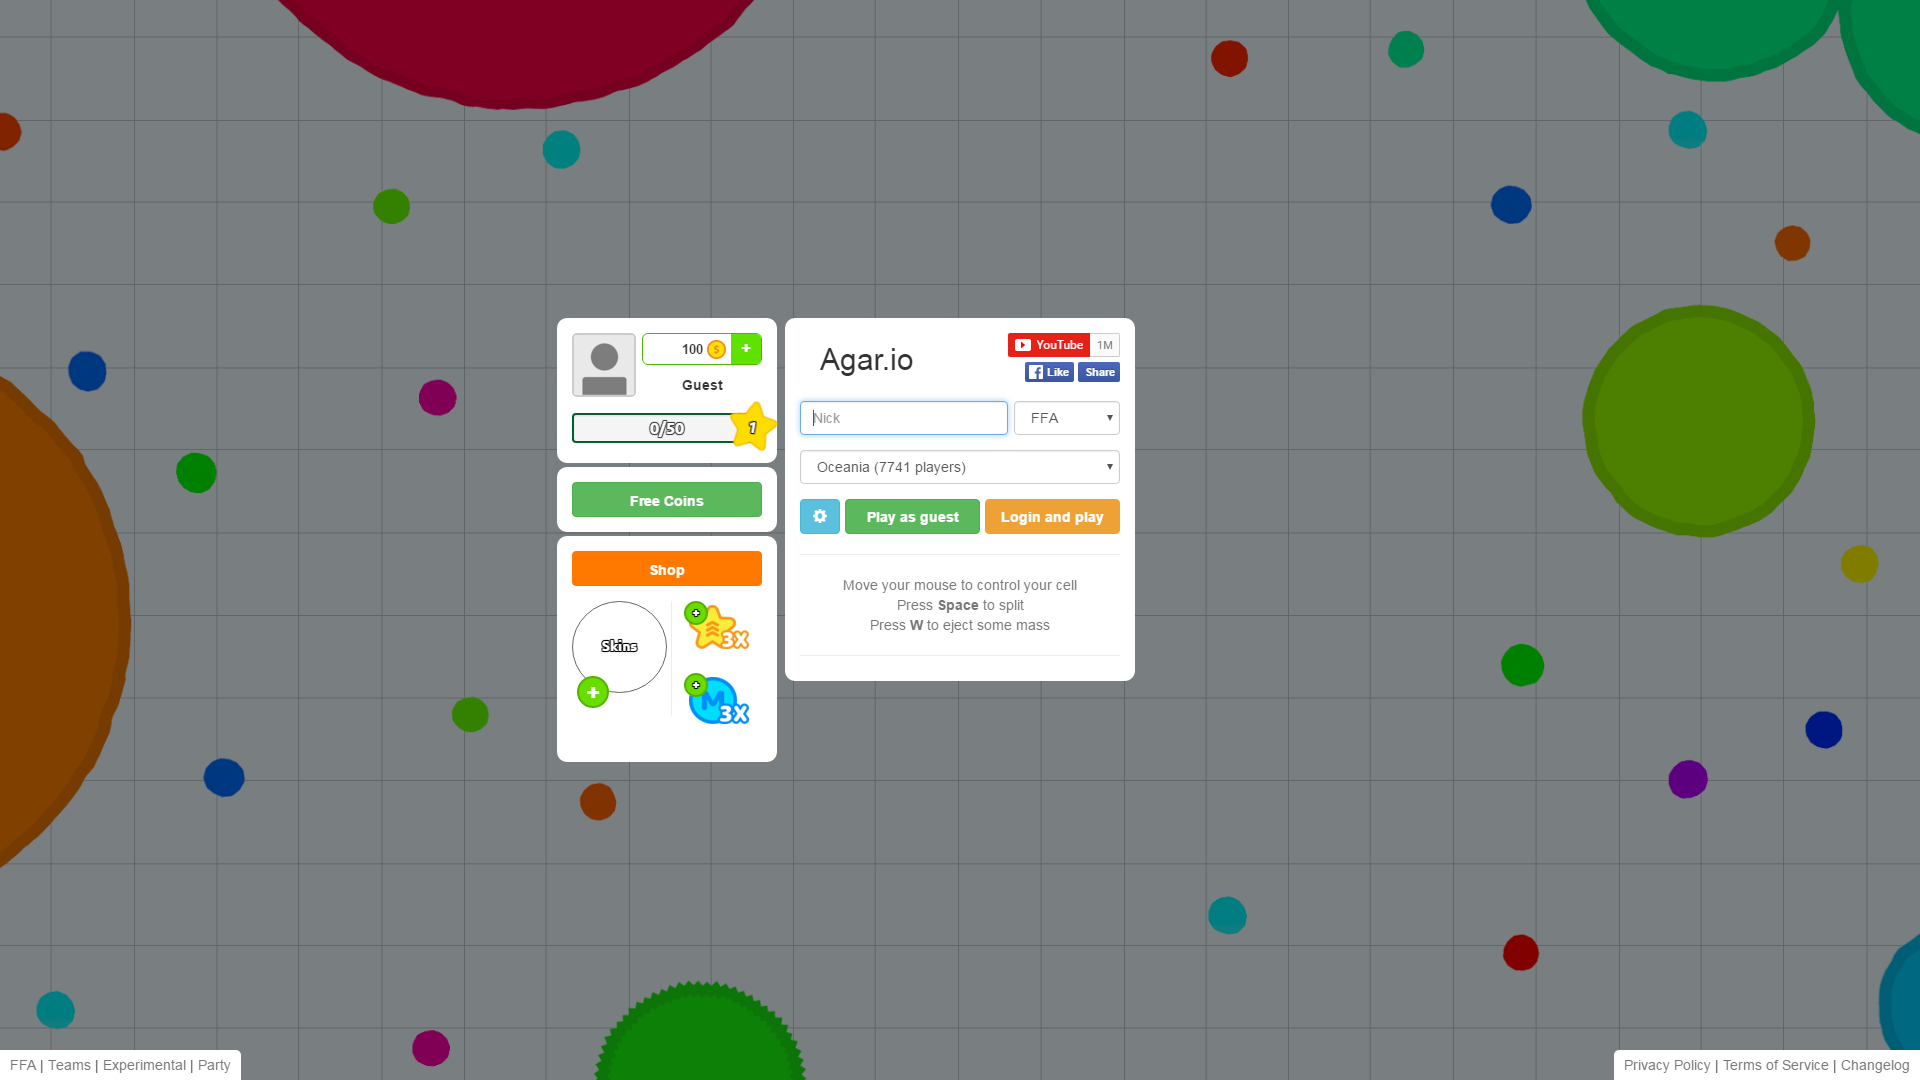 100
+
Guest
0/50
1
Free Coins
Shop
Skins
3X
M
3X
Agar.io
YouTube 1M
Like Share
Nick
FFA
Oceania (7741 players)
Play as guest
Login and play
Move your mouse to control your cell
Press Space to split
Press W to eject some mass
FFA | Teams | Experimental | Party
Privacy Policy | Terms of Service | Changelog